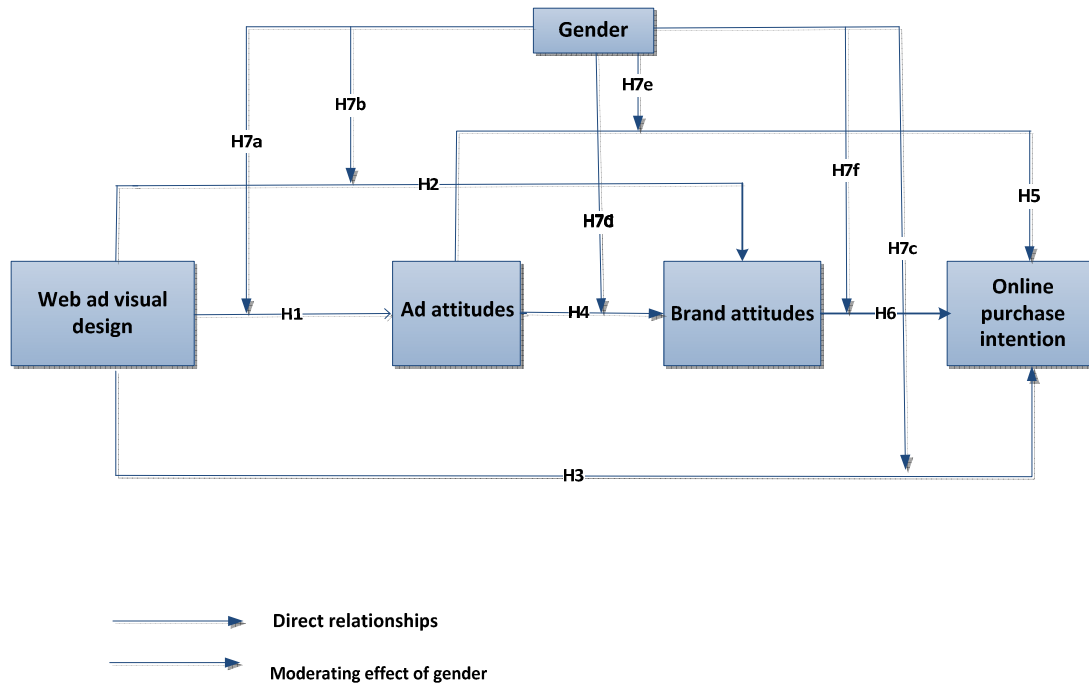 Gender
H7e
H7b
H7a
H7f
H2
H5
H7d
H7c
Web ad visual
design
H1
Ad attitudes
H4
Brand attitudes
H6
Online
purchase
intention
H3
Direct relationships
Moderating effect of gender